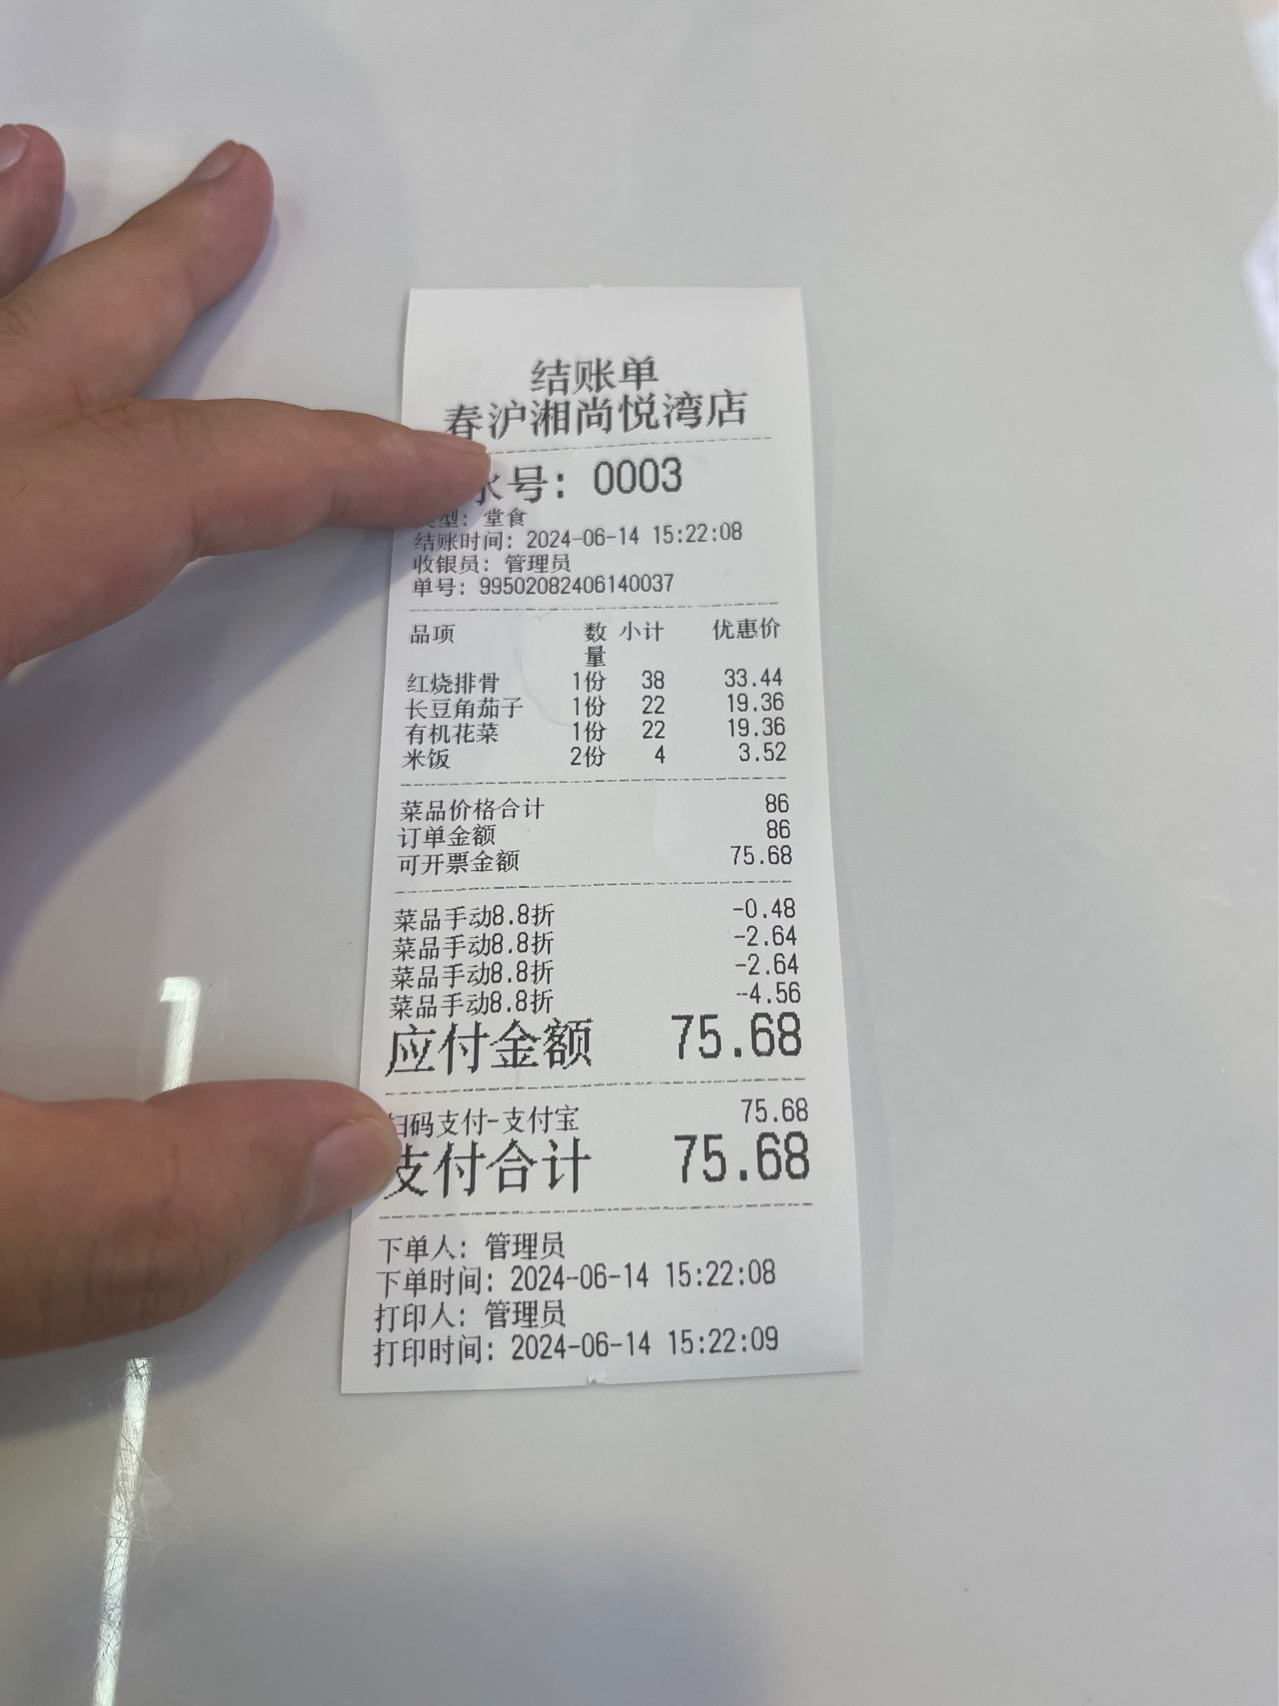 结账单
春沪湘尚悦湾店
水号: 0003
类型: 堂食
结账时间: 2024-06-14 15:22:08
收银员: 管理员
单号: 99502082406140037
品项 数量 小计 优惠价
红烧排骨 1份 38 33.44
长豆角茄子 1份 22 19.36
有机花菜 1份 22 19.36
米饭 2份 4 3.52
菜品价格合计 86
订单金额 86
可开票金额 75.68
菜品手动8.8折 -0.48
菜品手动8.8折 -2.64
菜品手动8.8折 -2.64
菜品手动8.8折 -4.56
应付金额 75.68
扫码支付-支付宝 75.68
支付合计 75.68
下单人: 管理员
下单时间: 2024-06-14 15:22:08
打印人: 管理员
打印时间: 2024-06-14 15:22:09